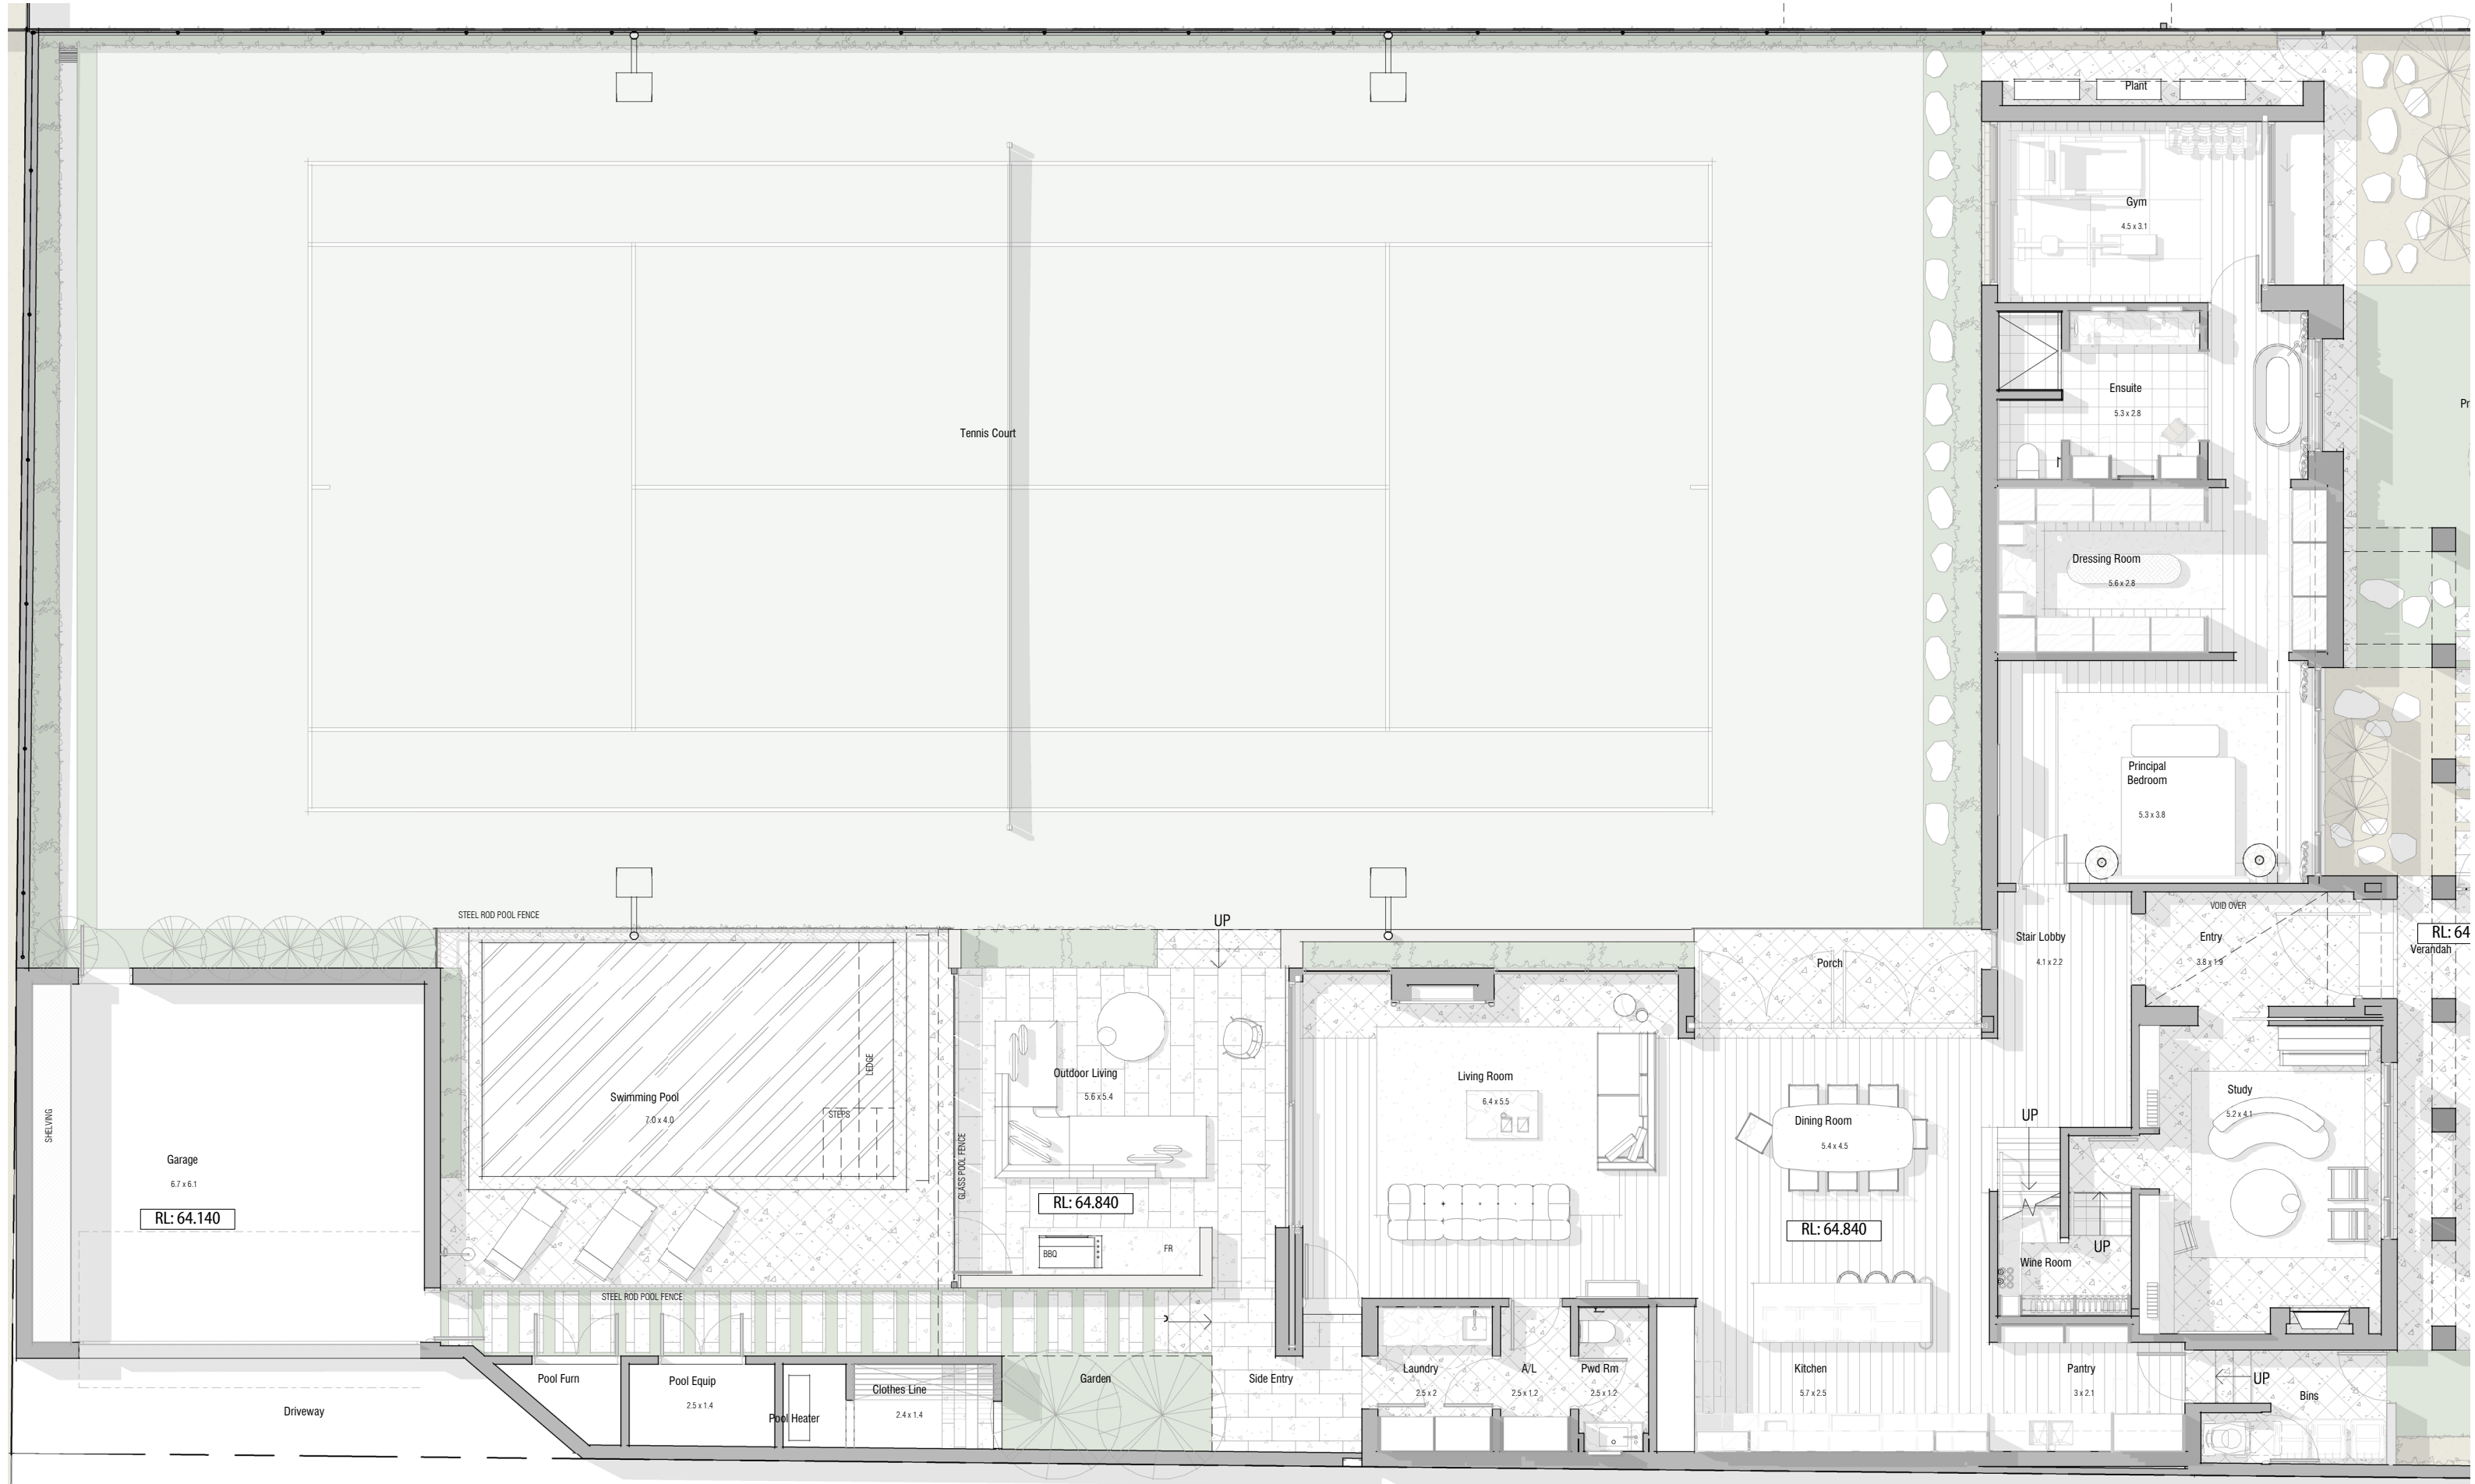 Plant
Gym
4.5 x 3.1
Ensuite
5.3 x 2.8
Pr
Tennis Court
Dressing Room
5.6 x 2.8
Principal
Bedroom
5.3 x 3.8
STEEL ROD POOL FENCE
UP
VOID OVER
Stair Lobby
4.1 x 2.2
Entry
3.8 x 1.9
RL: 64
Verandah
Porch
SHELVING
Garage
6.7 x 6.1
RL: 64.140
Swimming Pool
7.0 x 4.0
LEDGE
STEPS
GLASS POOL FENCE
Outdoor Living
5.6 x 5.4
RL: 64.840
BBQ
FR
Living Room
6.4 x 5.5
Dining Room
5.4 x 4.5
RL: 64.840
UP
Study
5.2 x 4.1
UP
Wine Room
STEEL ROD POOL FENCE
Pool Furn
Pool Equip
2.5 x 1.4
Pool Heater
Clothes Line
2.4 x 1.4
Garden
Side Entry
Laundry
2.5 x 2
A/L
2.5 x 1.2
Pwd Rm
2.5 x 1.2
Kitchen
5.7 x 2.5
Pantry
3 x 2.1
UP
Bins
Driveway